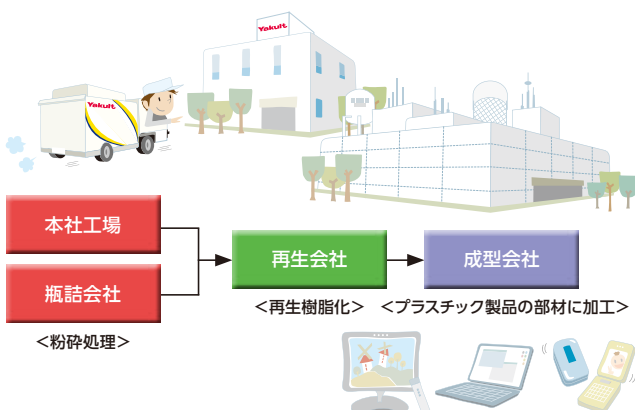 Yakult
Yakult
本社工場
瓶詰会社
再生会社
成型会社
＜粉砕処理＞
＜再生樹脂化＞
＜プラスチック製品の部材に加工＞